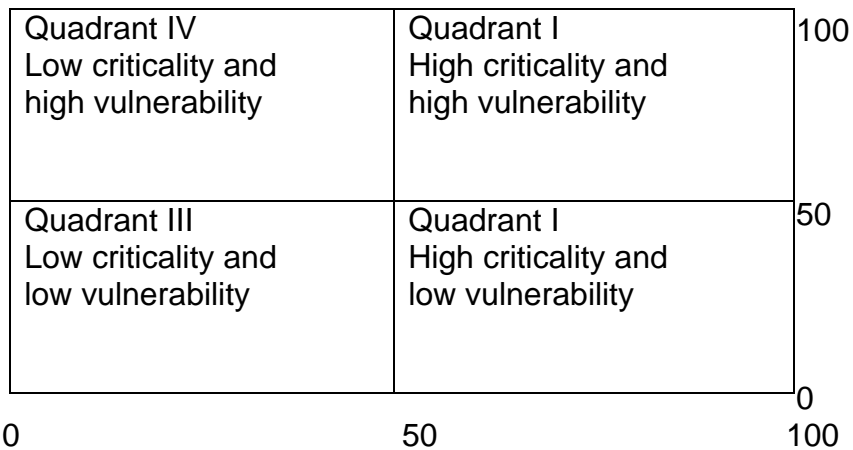 Quadrant IV
Low criticality and
high vulnerability
Quadrant I
High criticality and
high vulnerability
100
Quadrant III
Low criticality and
low vulnerability
Quadrant I
High criticality and
low vulnerability
50
0
0
50
100